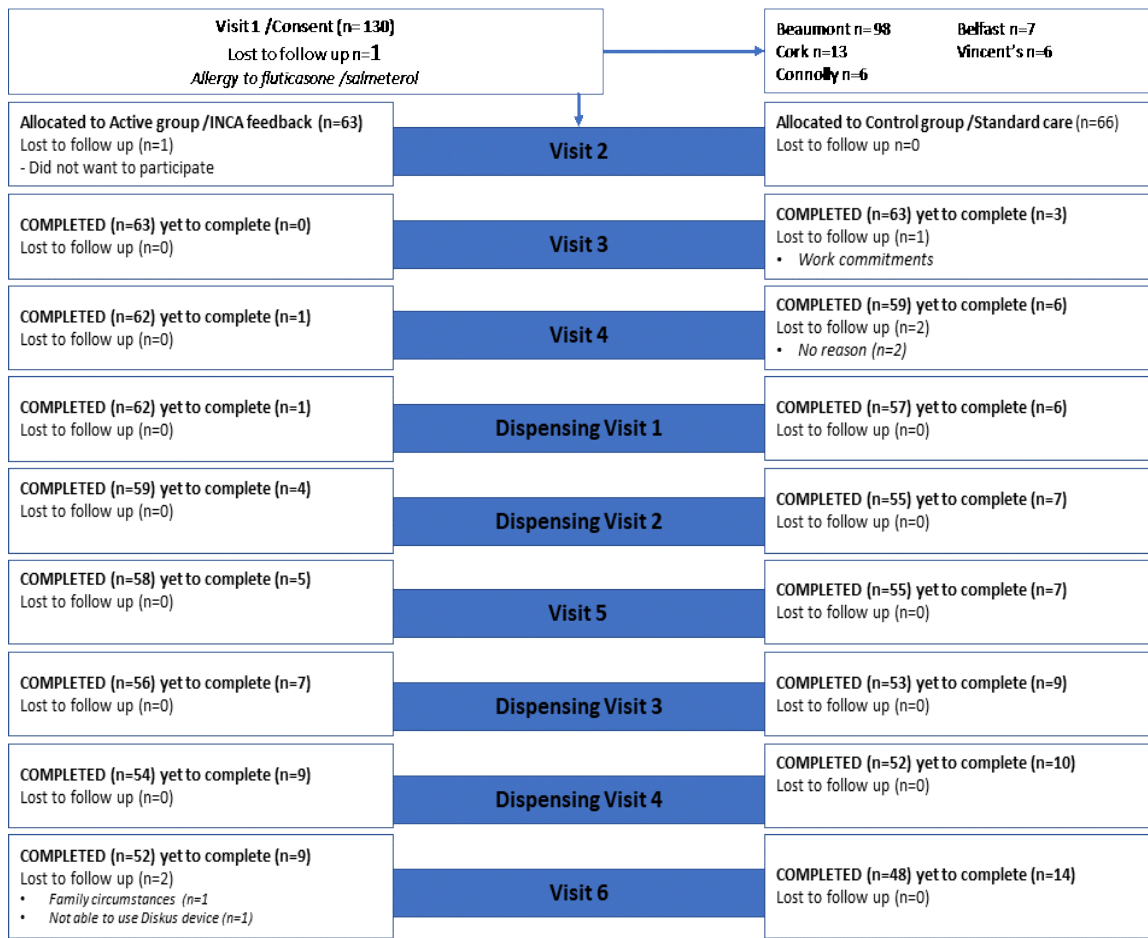 Visit 1 /Consent (n= 130)
Lost to follow up n=1
Allergy to fluticasone /salmeterol
Beaumont n= 98 Belfast n=7
Cork n=13 Vincent's n=6
Connolly n=6
Allocated to Active group /INCA feedback (n=63)
Lost to follow up (n=1)
- Did not want to participate
Visit 2
Allocated to Control group /Standard care (n=66)
Lost to follow up n=0
COMPLETED (n=63) yet to complete (n=0)
Lost to follow up (n=0)
Visit 3
COMPLETED (n=63) yet to complete (n=3)
Lost to follow up (n=1)
• Work commitments
COMPLETED (n=62) yet to complete (n=1)
Lost to follow up (n=0)
Visit 4
COMPLETED (n=59) yet to complete (n=6)
Lost to follow up (n=2)
• No reason (n=2)
COMPLETED (n=62) yet to complete (n=1)
Lost to follow up (n=0)
Dispensing Visit 1
COMPLETED (n=57) yet to complete (n=6)
Lost to follow up (n=0)
COMPLETED (n=59) yet to complete (n=4)
Lost to follow up (n=0)
Dispensing Visit 2
COMPLETED (n=55) yet to complete (n=7)
Lost to follow up (n=0)
COMPLETED (n=58) yet to complete (n=5)
Lost to follow up (n=0)
Visit 5
COMPLETED (n=55) yet to complete (n=7)
Lost to follow up (n=0)
COMPLETED (n=56) yet to complete (n=7)
Lost to follow up (n=0)
Dispensing Visit 3
COMPLETED (n=53) yet to complete (n=9)
Lost to follow up (n=0)
COMPLETED (n=54) yet to complete (n=9)
Lost to follow up (n=0)
Dispensing Visit 4
COMPLETED (n=52) yet to complete (n=10)
Lost to follow up (n=0)
COMPLETED (n=52) yet to complete (n=9)
Lost to follow up (n=2)
• Family circumstances (n=1
• Not able to use Diskus device (n=1)
Visit 6
COMPLETED (n=48) yet to complete (n=14)
Lost to follow up (n=0)